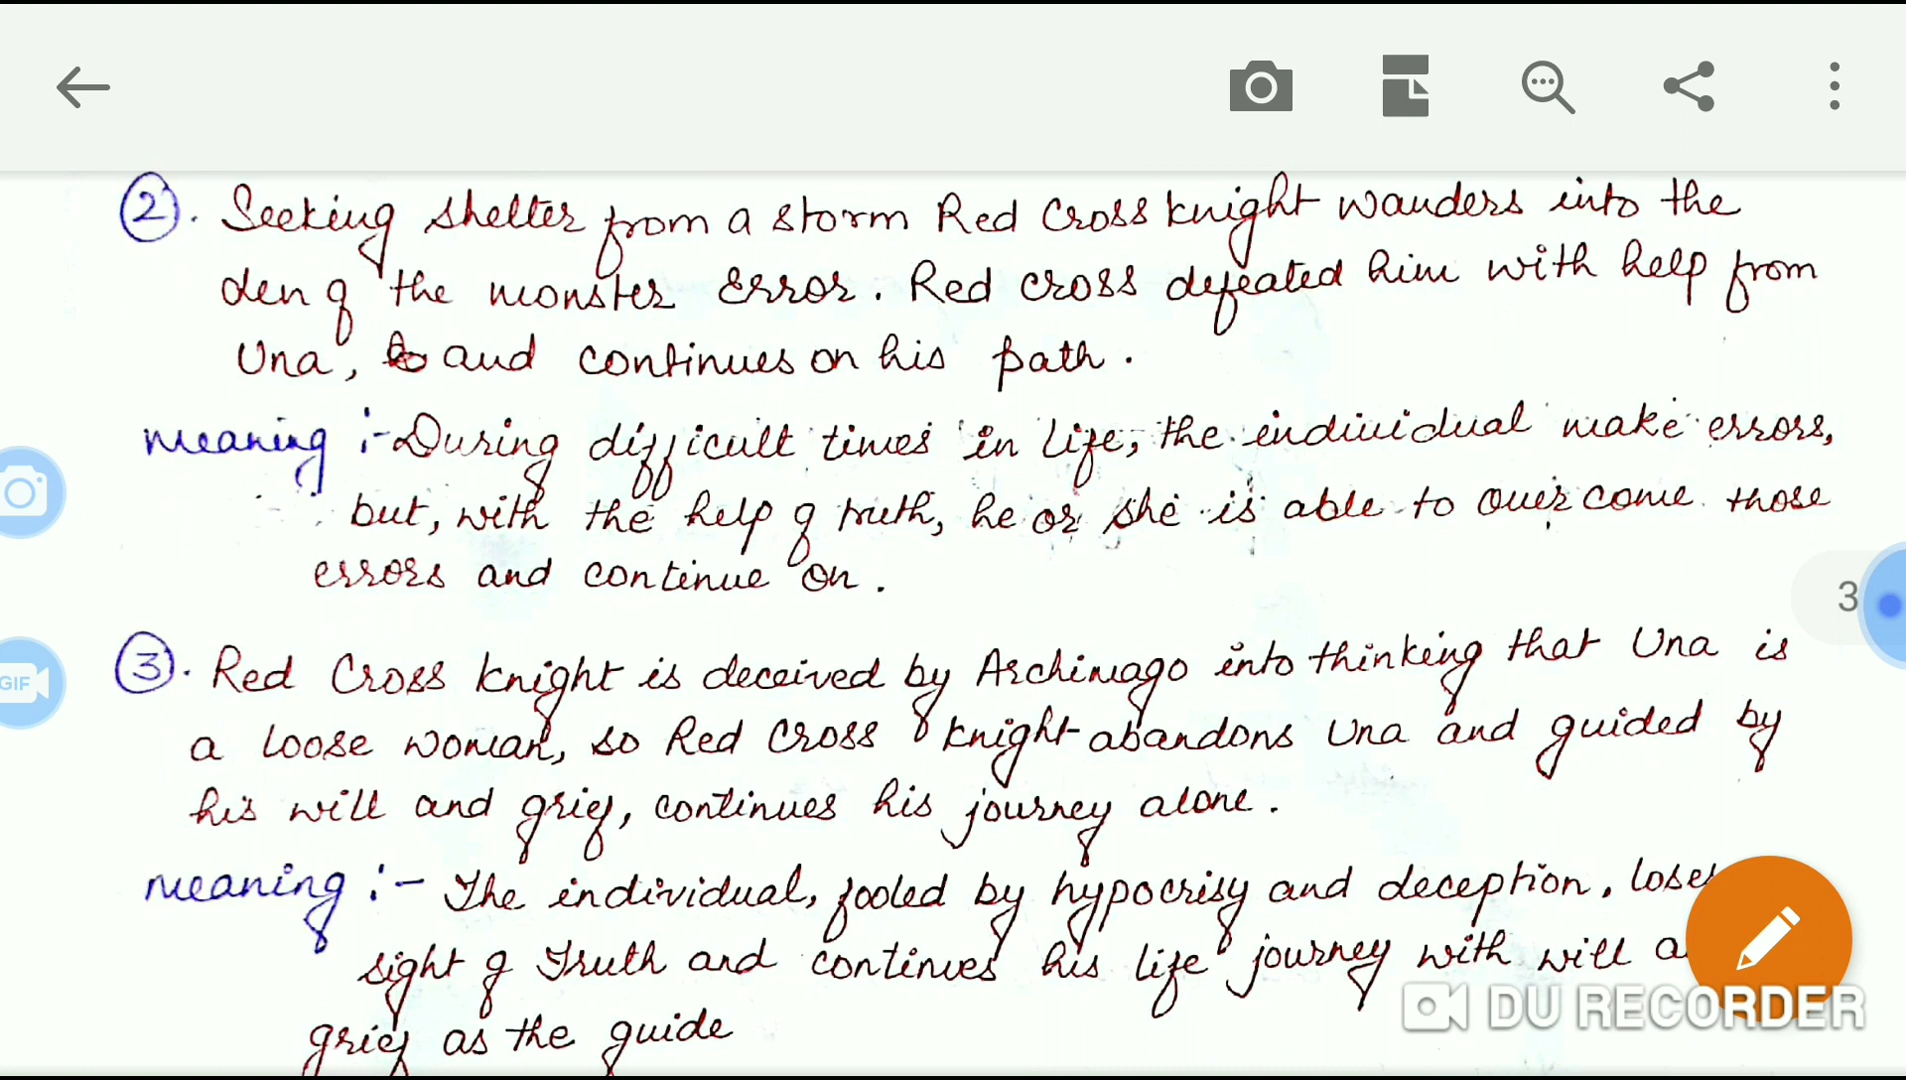 2. Seeking shelter from a storm Red Cross knight wanders into the
den of the monster Error. Red cross defeated him with help from
Una, and continues on his path.
meaning :- During difficult times in life, the individual make errors,
but, with the help of truth, he or she is able to over come those
errors and continue on.
3
3. Red Cross knight is deceived by Archimago into thinking that Una is
GIF
a loose woman, so Red Cross knight abandons Una and guided by
his will and grief, continues his journey alone.
meaning :- The individual, fooled by hypocrisy and deception, loses
sight of Truth and continues his life journey with will a
DU RECORDER
grief as the guide